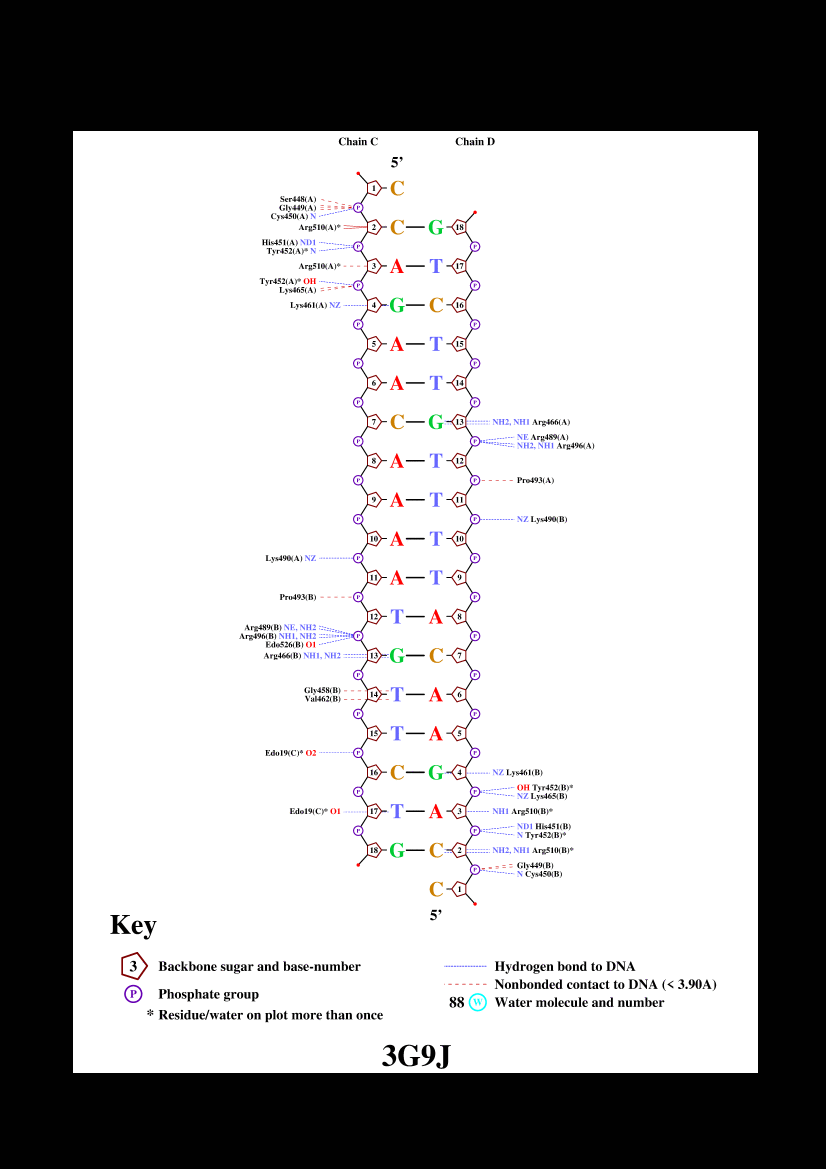 Chain C Chain D
5’
1 C
Ser448(A)
Gly449(A) P
Cys450(A) N
Arg510(A)* 2 C G 18
His451(A) ND1 P P
Tyr452(A)* N
Arg510(A)* 3 A T 17
Tyr452(A)* OH P P
Lys465(A)
Lys461(A) NZ 4 G C 16
P P
5 A T 15
P P
6 A T 14
P P
7 C G 13 NH2, NH1 Arg466(A)
NE Arg489(A)
P P
NH2, NH1 Arg496(A)
8 A T 12
P P Pro493(A)
9 A T 11
P P NZ Lys490(B)
10 A T 10
Lys490(A) NZ P P
11 A T 9
Pro493(B) P P
12 T A 8
Arg489(B) NE, NH2
Arg496(B) NH1, NH2 P P
Edo526(B) O1
Arg466(B) NH1, NH2 13 G C 7
P P
Gly458(B)
14 T A 6
Val462(B)
P P
15 T A 5
Edo19(C)* O2 P P
16 C G 4 NZ Lys461(B)
OH Tyr452(B)*
P P
NZ Lys465(B)
Edo19(C)* O1 17 T A 3 NH1 Arg510(B)*
ND1 His451(B)
P P
N Tyr452(B)*
18 G C 2 NH2, NH1 Arg510(B)*
Gly449(B)
P
N Cys450(B)
C 1
5’
Key
3 Backbone sugar and base-number Hydrogen bond to DNA
Nonbonded contact to DNA (< 3.90A)
P Phosphate group
88 W Water molecule and number
* Residue/water on plot more than once
3G9J